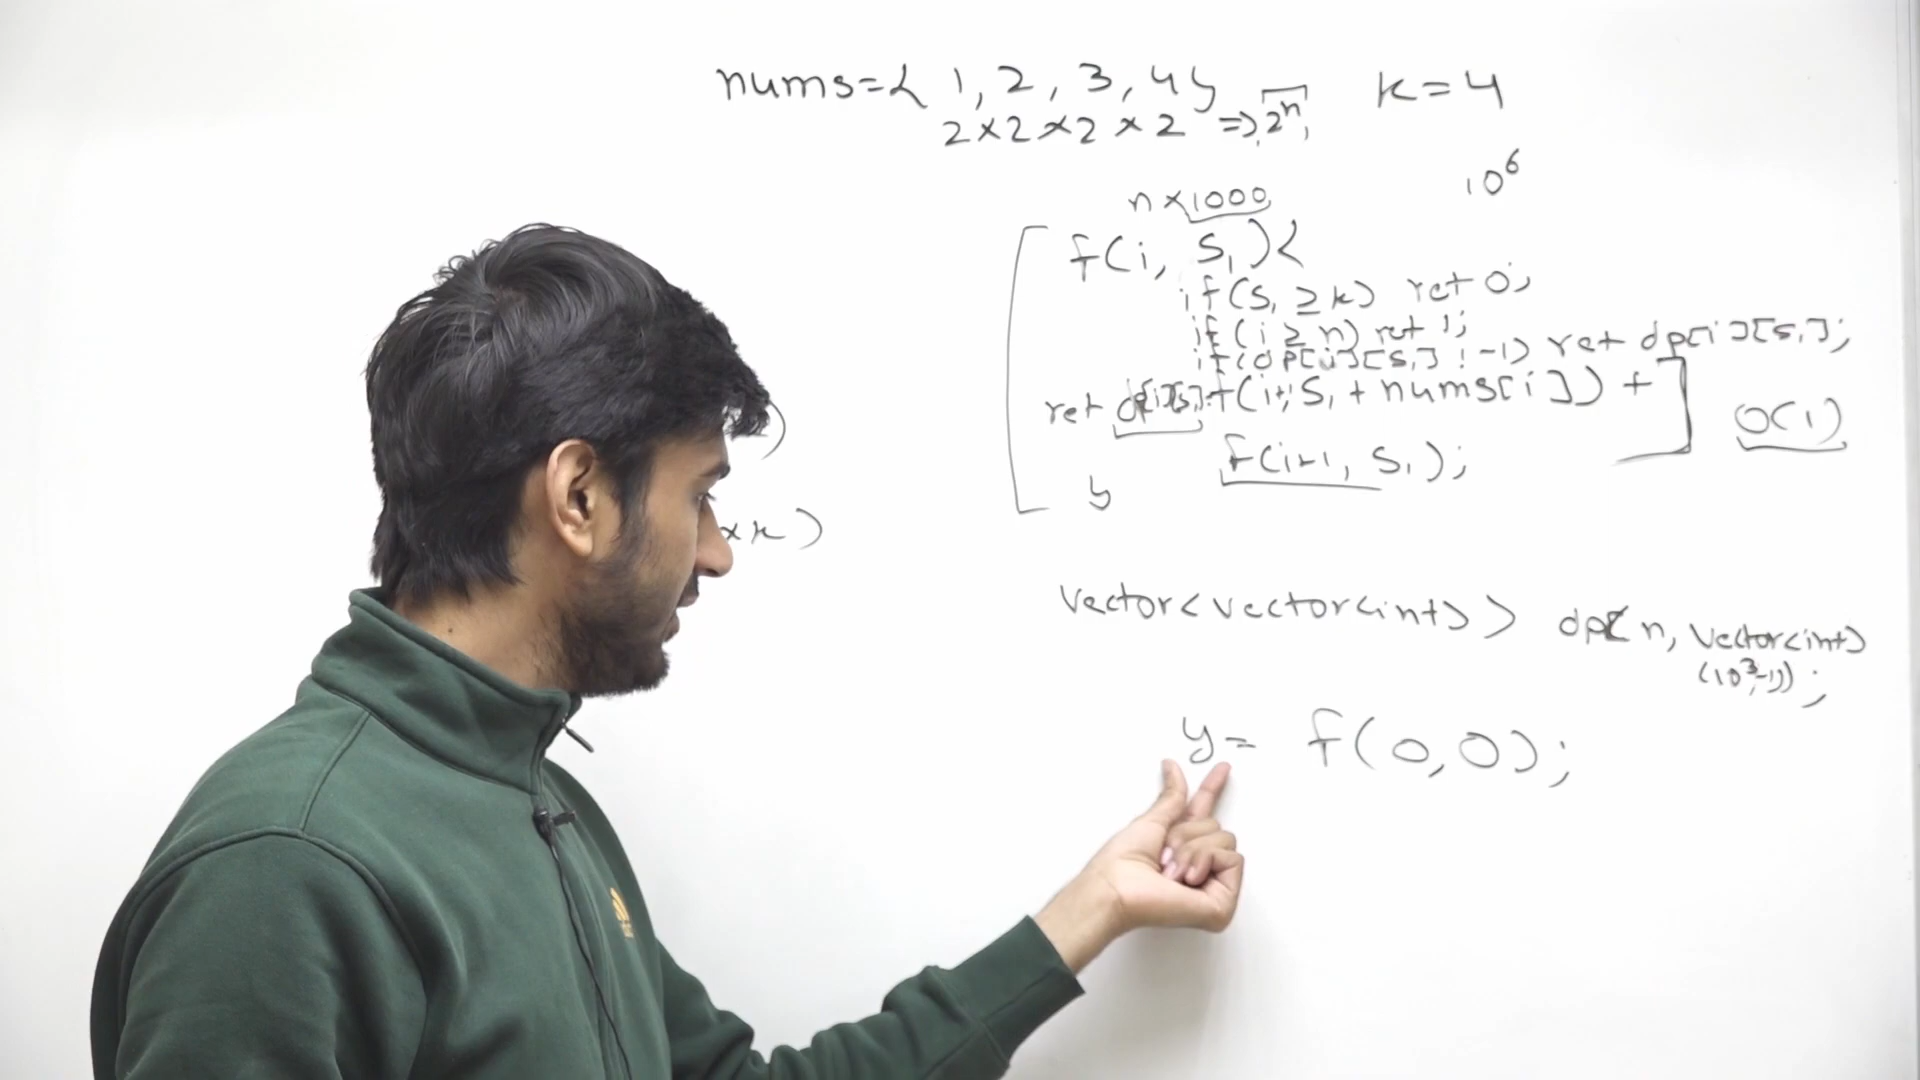 nums={ 1, 2, 3, 4 } k = 4
2 x 2 x 2 x 2 => 2ⁿ
10⁶
n x 1000
f(i, s₁){
if(s₁ ≥ k) ret 0;
if(i ≥ n) ret 1;
if(dp[i][s₁] ! -1) ret dp[i][s₁];
ret dp[i][s₁]=f(i+1, s₁ + nums[i]) +
O(1)
f(i+1, s₁);
}
x k)
vector<vector<int>> dp( n, vector<int>
(10³,-1));
y = f(0,0);